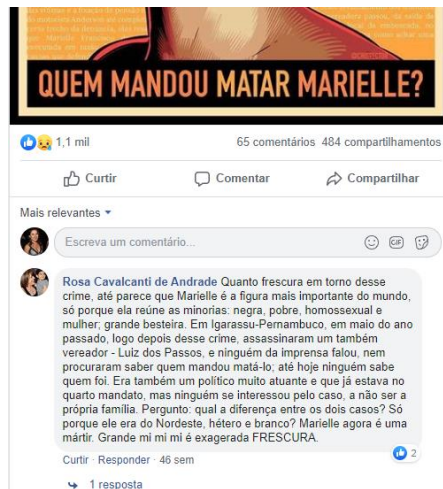 QUEM MANDOU MATAR MARIELLE?
1,1 mil
65 comentários 484 compartilhamentos
Curtir Comentar Compartilhar
Mais relevantes
Escreva um comentário...
GIF
Rosa Cavalcanti de Andrade Quanto frescura em torno desse
crime, até parece que Marielle é a figura mais importante do mundo,
só porque ela reúne as minorias: negra, pobre, homossexual e
mulher; grande besteira. Em Igarassu-Pernambuco, em maio do ano
passado, logo depois desse crime, assassinaram um também
vereador - Luiz dos Passos, e ninguém da imprensa falou, nem
procuraram saber quem mandou matá-lo; até hoje ninguém sabe
quem foi. Era também um político muito atuante e que já estava no
quarto mandato, mas ninguém se interessou pelo caso, a não ser a
própria família. Pergunto: qual a diferença entre os dois casos? Só
porque ele era do Nordeste, hétero e branco? Marielle agora é uma
mártir. Grande mi mi mi é exagerada FRESCURA.
2
Curtir · Responder · 46 sem
1 resposta